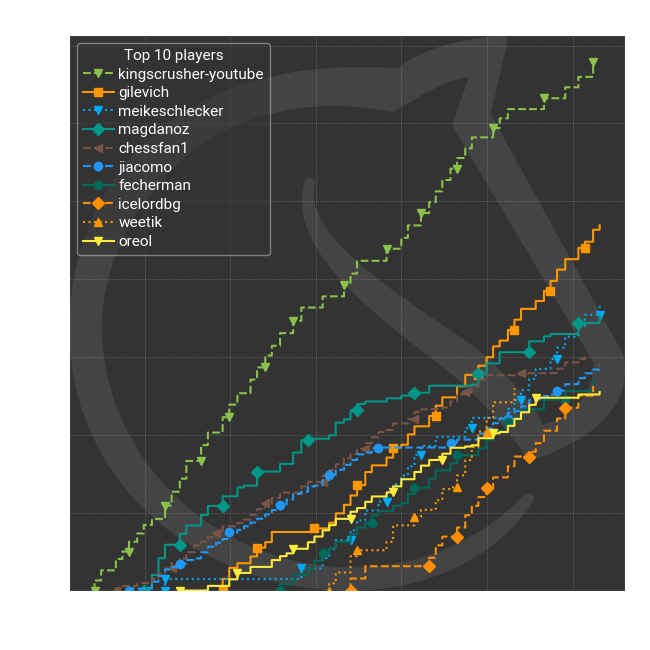 Top 10 players
kingscrusher-youtube
gilevich
meikeschlecker
magdanoz
chessfan1
jiacomo
fecherman
icelordbg
weetik
oreol